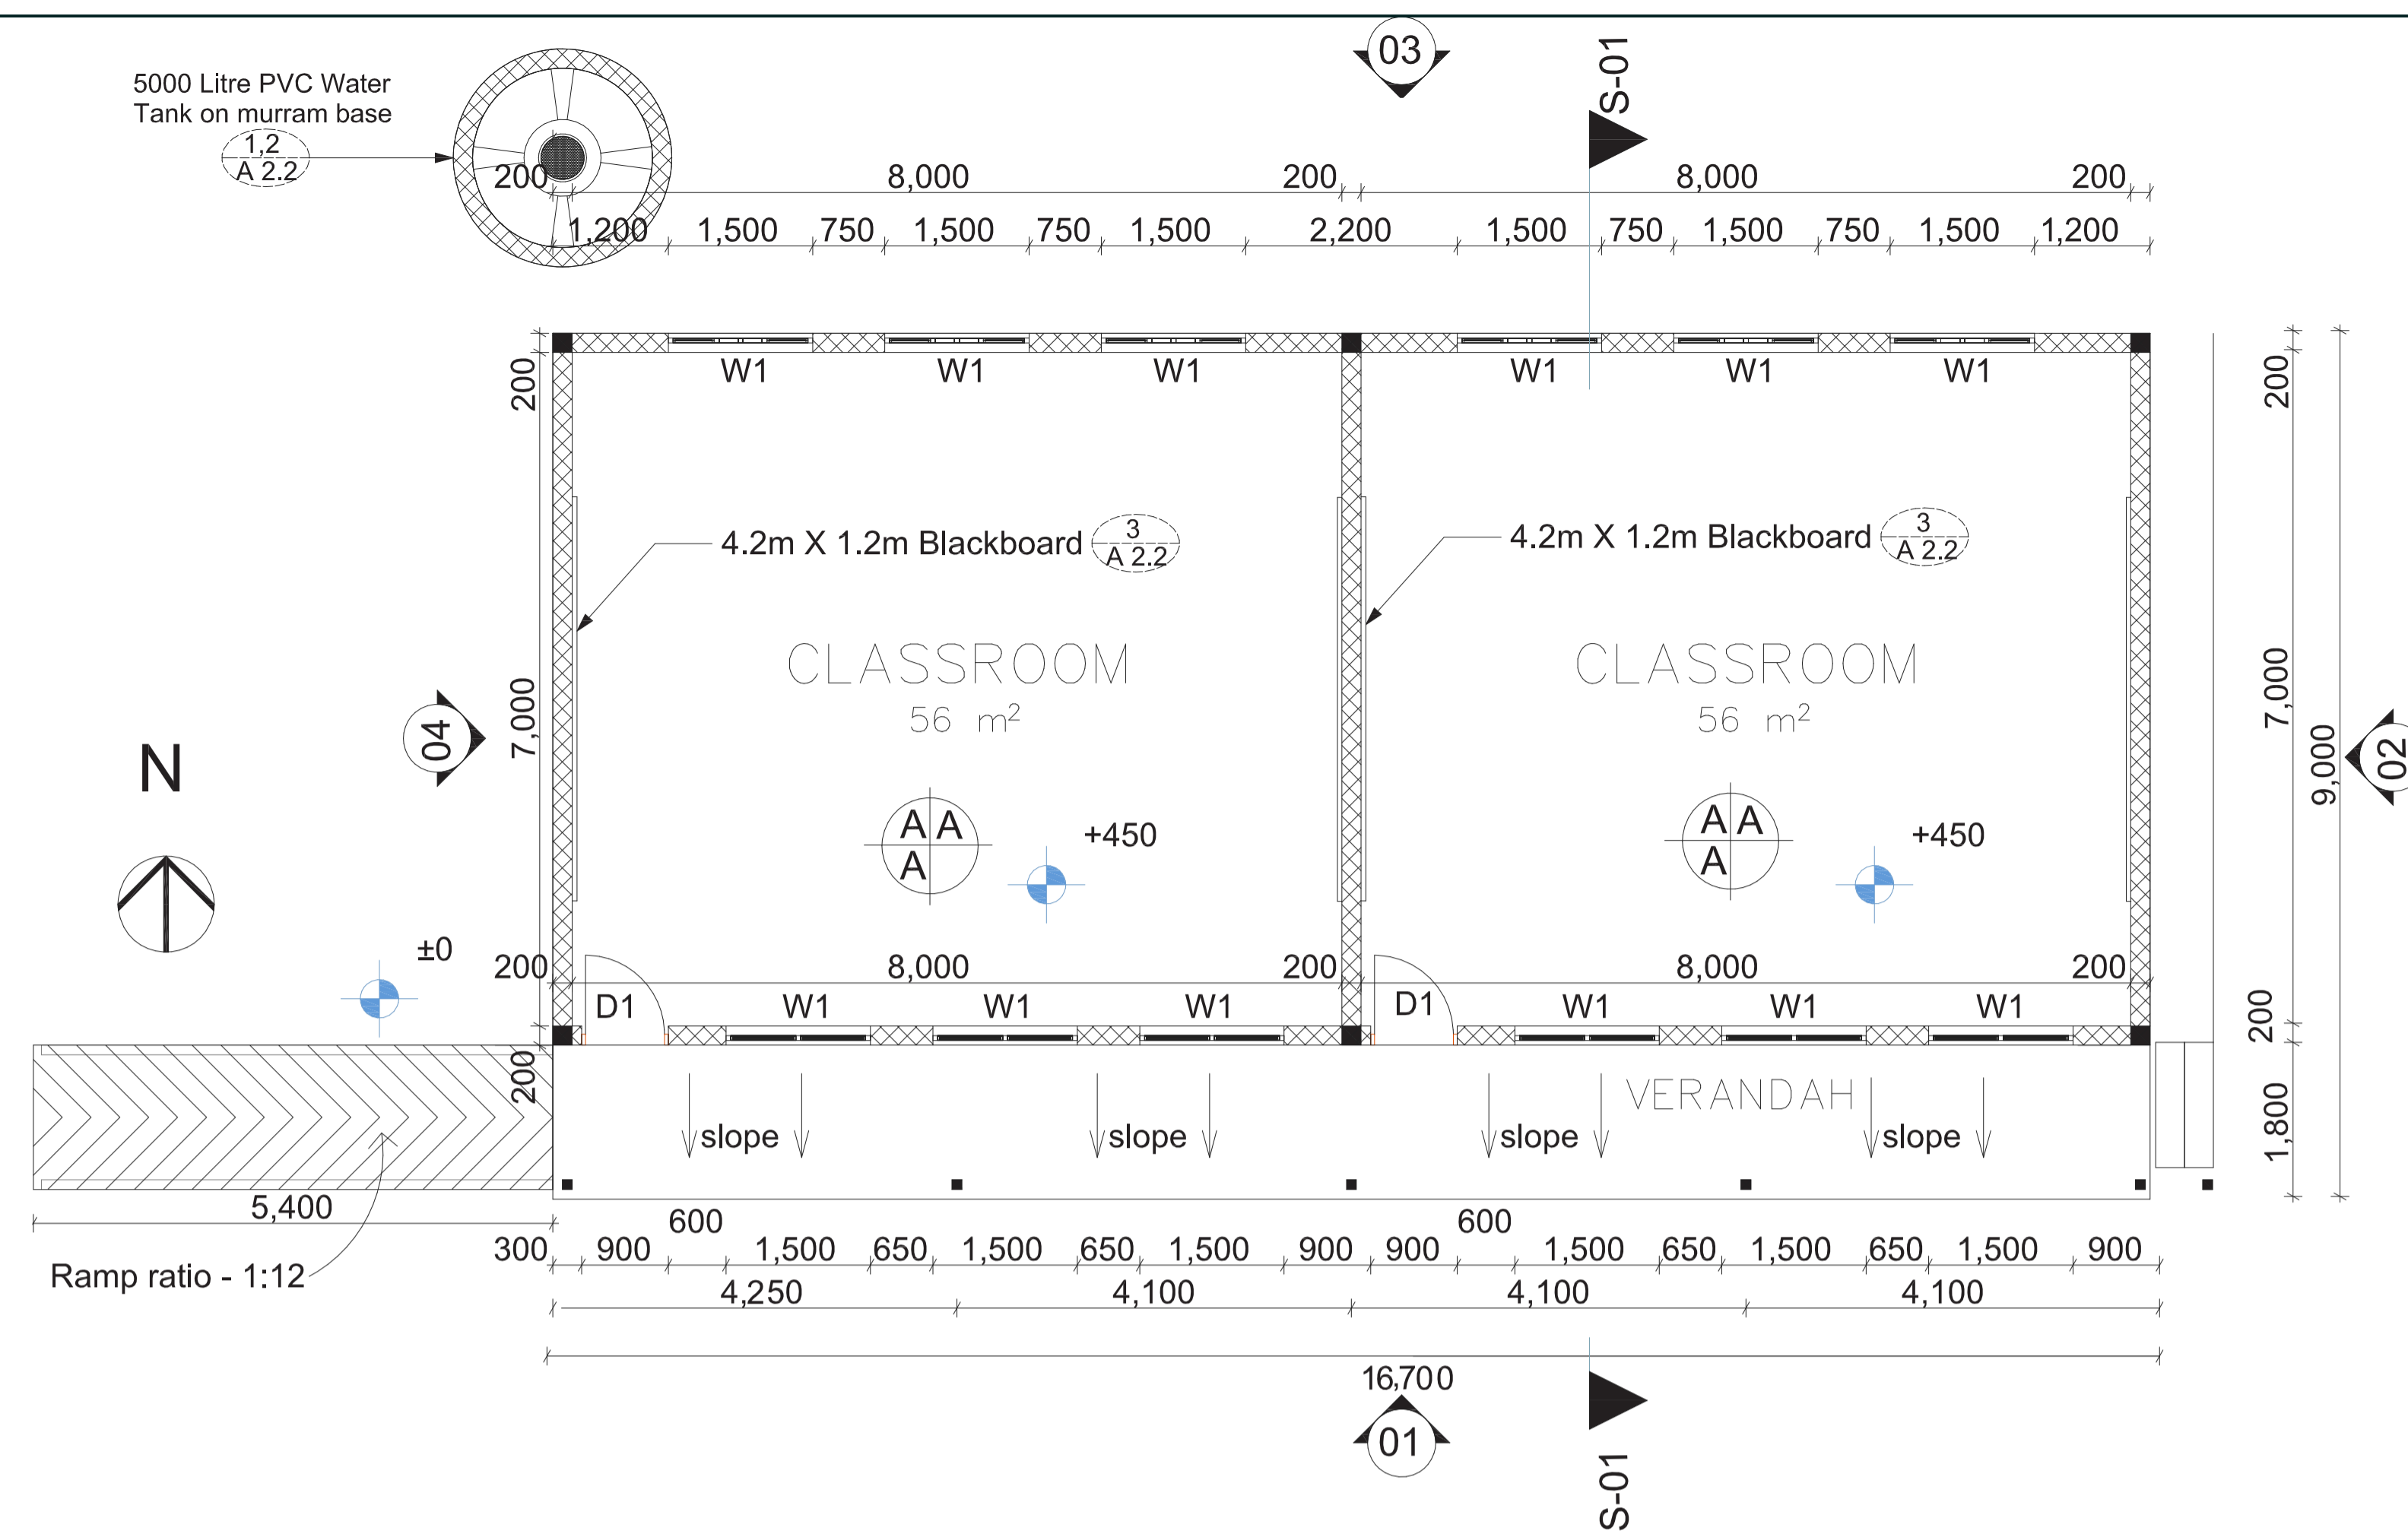 03
S-01
5000 Litre PVC Water
Tank on murram base
1,2
A 2.2
200 8,000 200 8,000 200
1,200 1,500 750 1,500 750 1,500 2,200 1,500 750 1,500 750 1,500 1,200
W1 W1 W1 W1 W1 W1
200 200
4.2m X 1.2m Blackboard
3
A 2.2
4.2m X 1.2m Blackboard
3
A 2.2
CLASSROOM
56 m²
CLASSROOM
56 m²
04
7,000
7,000
9,000
02
N
A A
A
+450
A A
A
+450
±0
200 8,000 200 8,000 200
D1 W1 W1 W1 D1 W1 W1 W1
200
200
VERANDAH
1,800
slope slope slope slope
5,400
600 600
300 900 1,500 650 1,500 650 1,500 900 900 1,500 650 1,500 650 1,500 900
Ramp ratio - 1:12
4,250 4,100 4,100 4,100
16,700
01
S-01